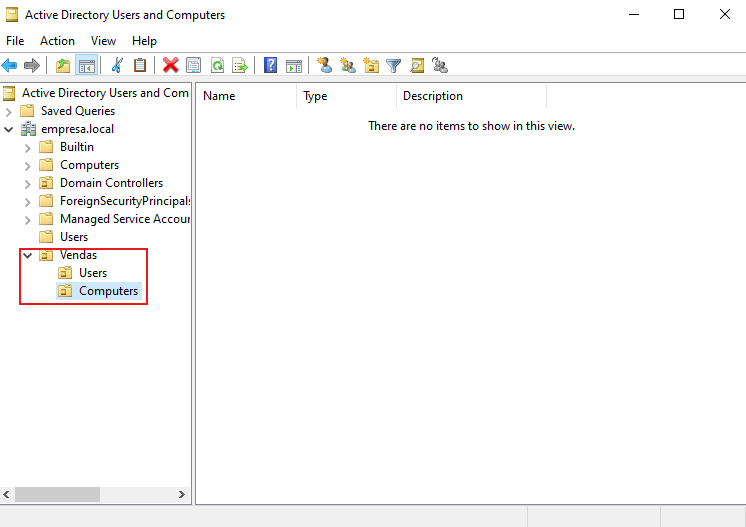 Active Directory Users and Computers
File Action View Help
Active Directory Users and Com
Name Type Description
Saved Queries
There are no items to show in this view.
empresa.local
Builtin
Computers
Domain Controllers
ForeignSecurityPrincipals
Managed Service Accour
Users
Vendas
Users
Computers